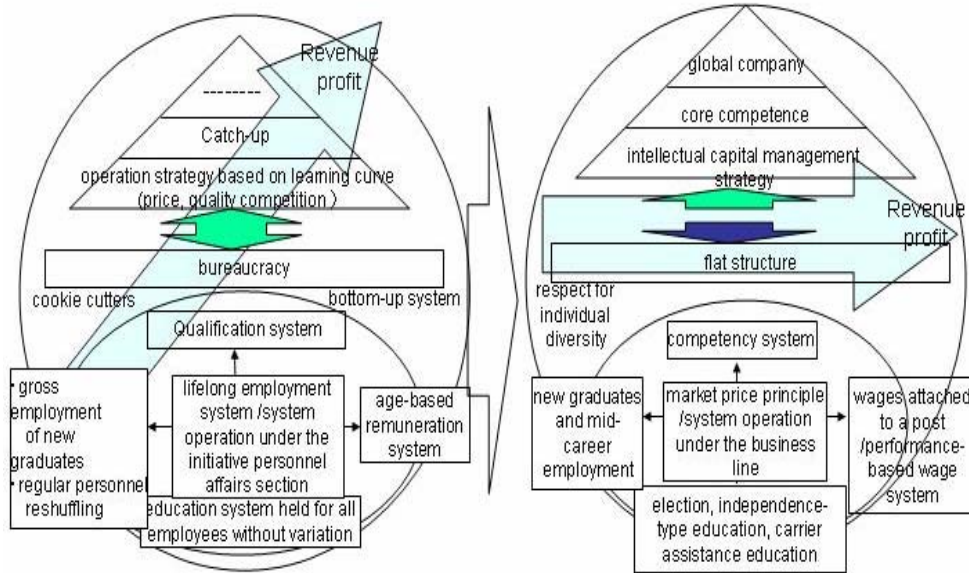 Revenue
profit
--------
Catch-up
operation strategy based on learning curve
(price, quality competition )
bureaucracy
cookie cutters
bottom-up system
Qualification system
• gross
employment
of new
graduates
• regular personnel
reshuffling
lifelong employment
system /system
operation under the
initiative personnel
affairs section
age-based
remuneration
system
education system held for all
employees without variation
global company
core competence
intellectual capital management
strategy
Revenue
profit
flat structure
respect for
individual
diversity
competency system
new graduates
and mid-
career
employment
market price principle
/system operation
under the business
line
wages attached
to a post
/performance-
based wage
system
election, independence-
type education, carrier
assistance education